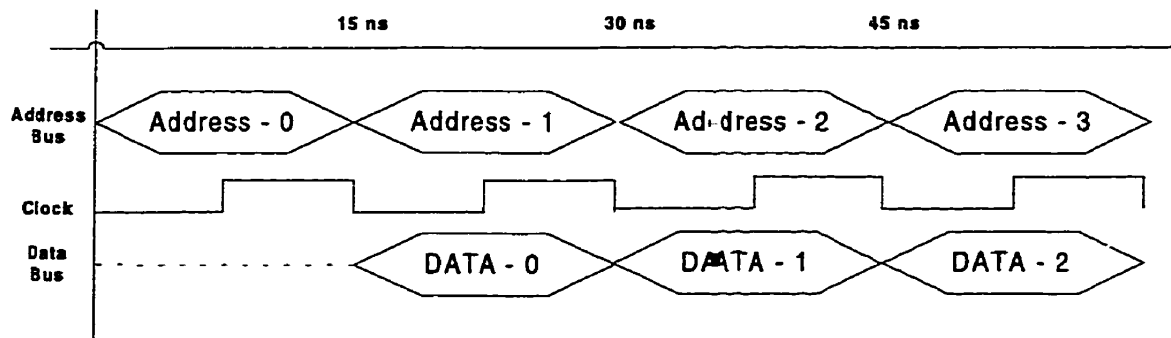 15 ns 30 ns 45 ns
Address Bus
Address - 0 Address - 1 Address - 2 Address - 3
Clock
Data Bus
DATA - 0 DATA - 1 DATA - 2